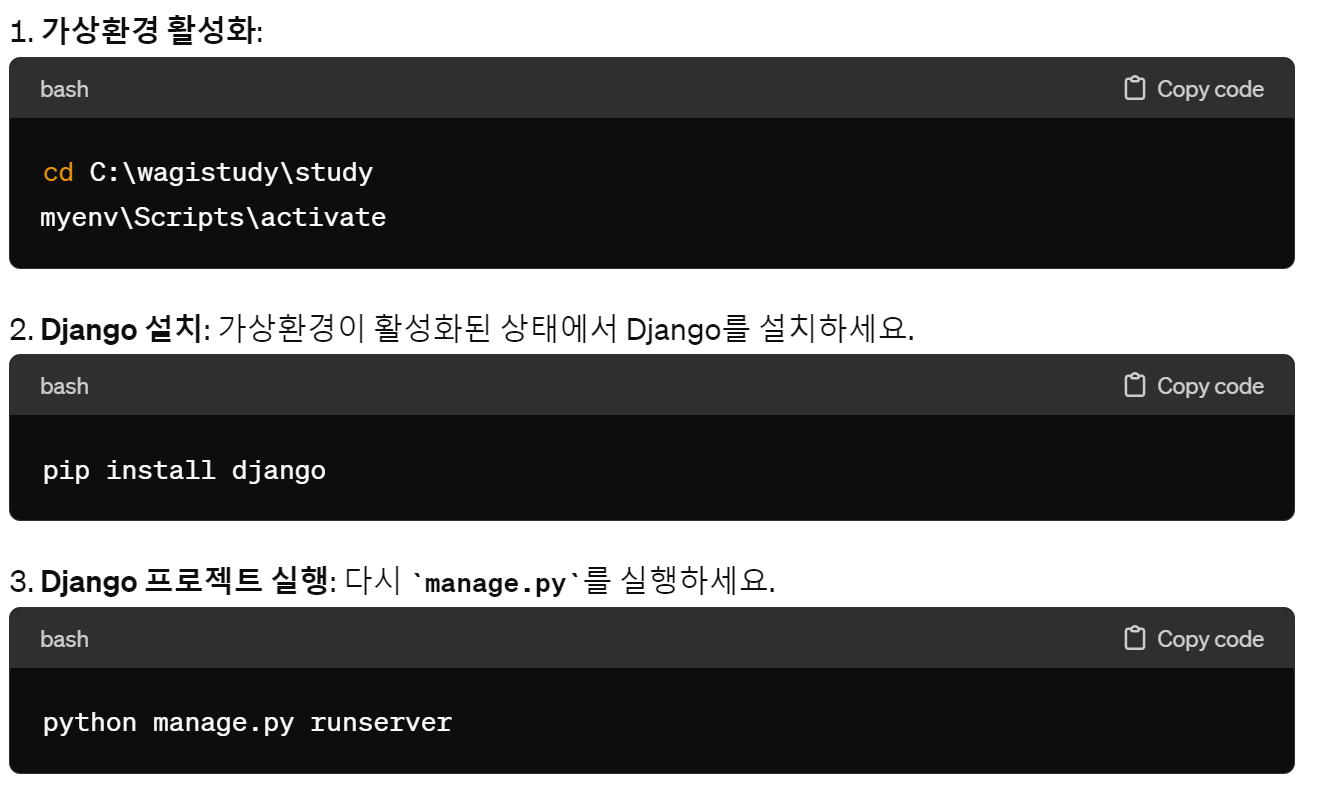 1. 가상환경 활성화:
bash Copy code
cd C:\wagistudy\study
myenv\Scripts\activate
2. Django 설치: 가상환경이 활성화된 상태에서 Django를 설치하세요.
bash Copy code
pip install django
3. Django 프로젝트 실행: 다시 `manage.py`를 실행하세요.
bash Copy code
python manage.py runserver